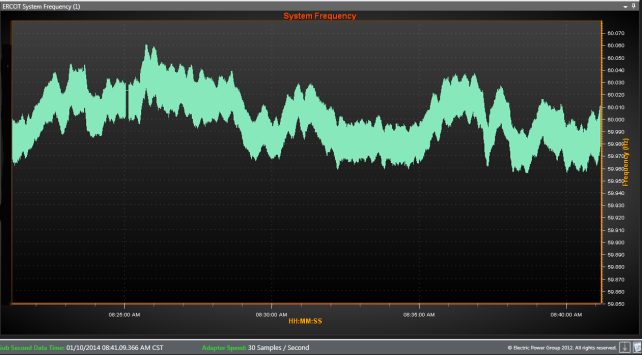 ERCOT System Frequency (1)
System Frequency
60.070
60.060
60.050
60.040
60.030
60.020
60.010
60.000
59.990
59.980
59.970
59.960
59.950
59.940
59.930
59.920
59.910
59.900
59.890
59.880
59.870
59.860
59.850
Frequency (Hz)
08:25:00 AM
08:30:00 AM
08:35:00 AM
08:40:00 AM
HH:MM:SS
Sub Second Data Time: 01/10/2014 08:41:09.366 AM CST
Adaptor Speed: 30 Samples / Second
© Electric Power Group 2012. All rights reserved.